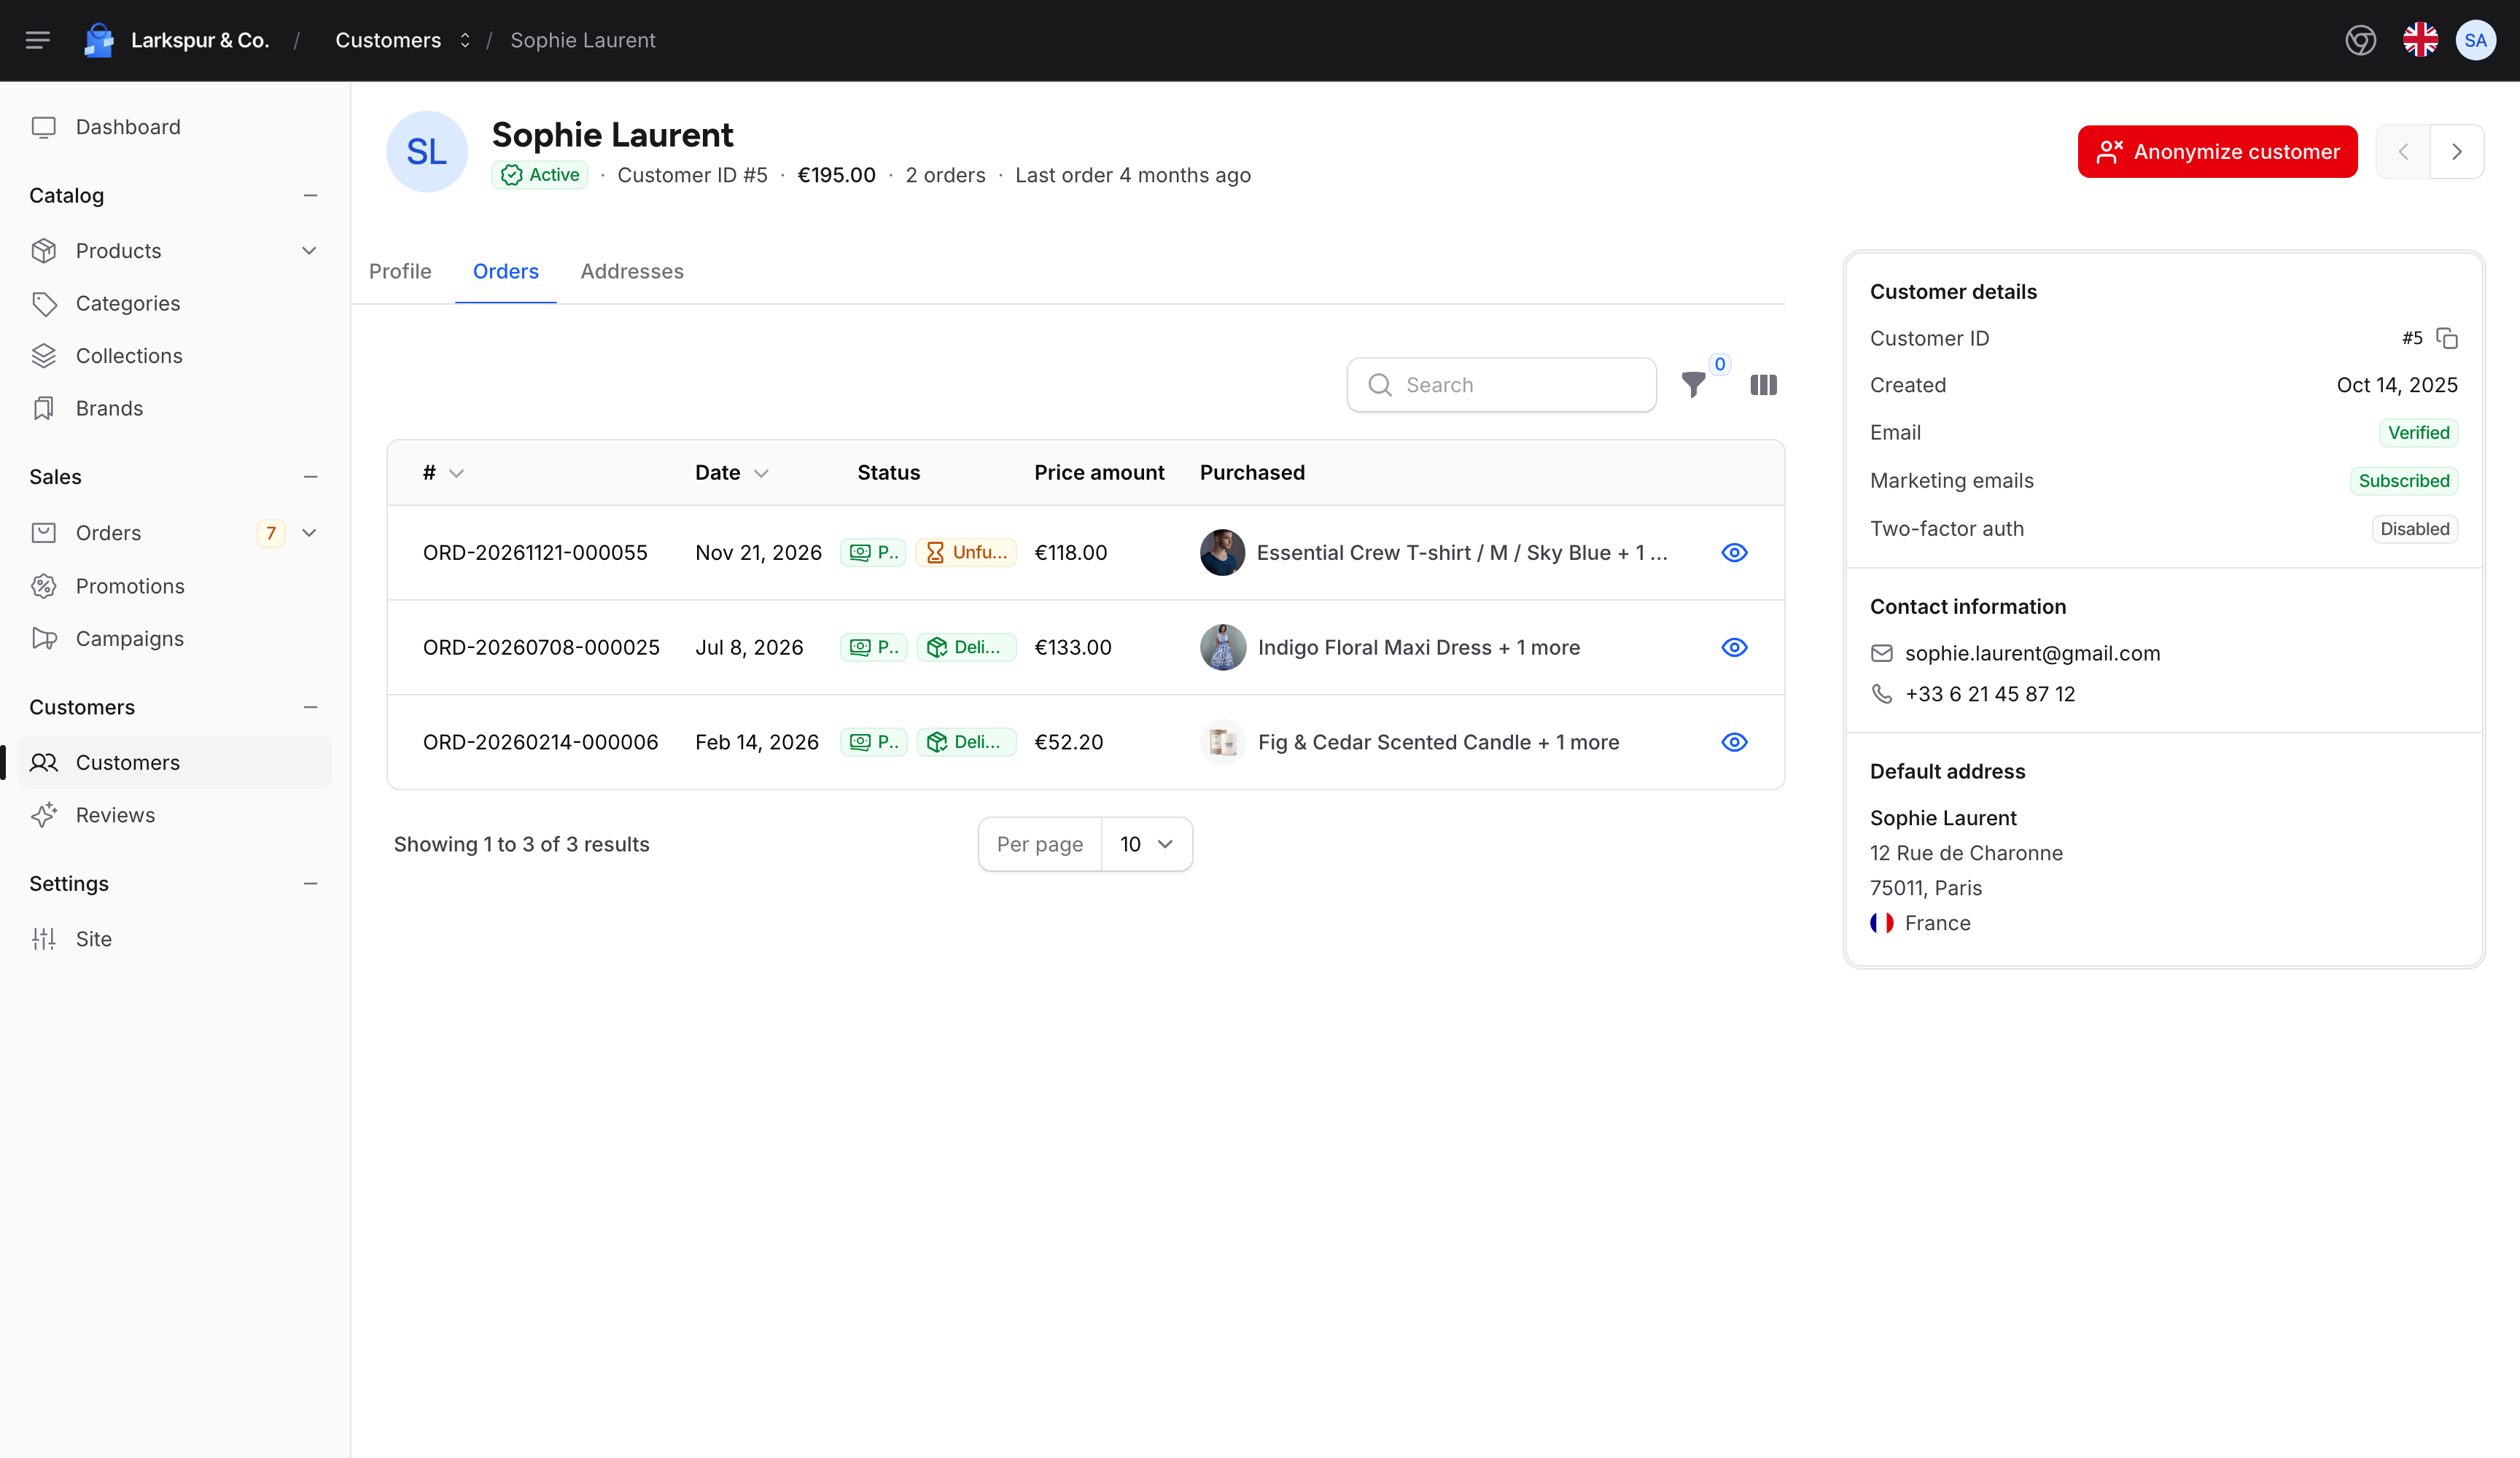 Larkspur & Co. / Customers / Sophie Laurent
SA
Dashboard
Catalog
Products
Categories
Collections
Brands
Sales
Orders 7
Promotions
Campaigns
Customers
Customers
Reviews
Settings
Site
SL
Sophie Laurent
Active · Customer ID #5 · €195.00 · 2 orders · Last order 4 months ago
Anonymize customer
Profile Orders Addresses
Search
0
# Date Status Price amount Purchased
ORD-20261121-000055 Nov 21, 2026 P.. Unfu... €118.00 Essential Crew T-shirt / M / Sky Blue + 1 ...
ORD-20260708-000025 Jul 8, 2026 P.. Deli... €133.00 Indigo Floral Maxi Dress + 1 more
ORD-20260214-000006 Feb 14, 2026 P.. Deli... €52.20 Fig & Cedar Scented Candle + 1 more
Showing 1 to 3 of 3 results
Per page 10
Customer details
Customer ID #5
Created Oct 14, 2025
Email Verified
Marketing emails Subscribed
Two-factor auth Disabled
Contact information
sophie.laurent@gmail.com
+33 6 21 45 87 12
Default address
Sophie Laurent
12 Rue de Charonne
75011, Paris
France